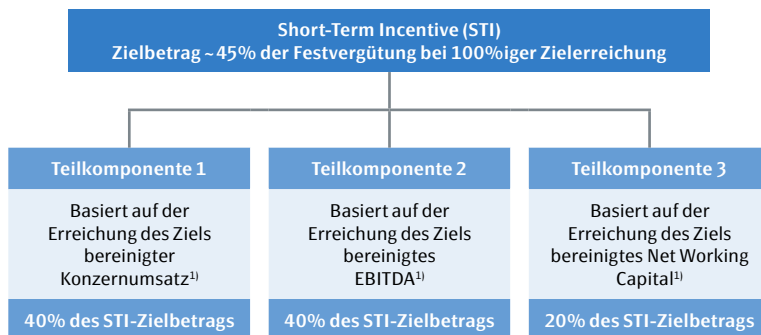 Short-Term Incentive (STI)
Zielbetrag ~45% der Festvergütung bei 100%iger Zielerreichung
Teilkomponente 1
Basiert auf der
Erreichung des Ziels
bereinigter
Konzernumsatz¹⁾
40% des STI-Zielbetrags
Teilkomponente 2
Basiert auf der
Erreichung des Ziels
bereinigtes
EBITDA¹⁾
40% des STI-Zielbetrags
Teilkomponente 3
Basiert auf der
Erreichung des Ziels
bereinigtes Net Working
Capital¹⁾
20% des STI-Zielbetrags